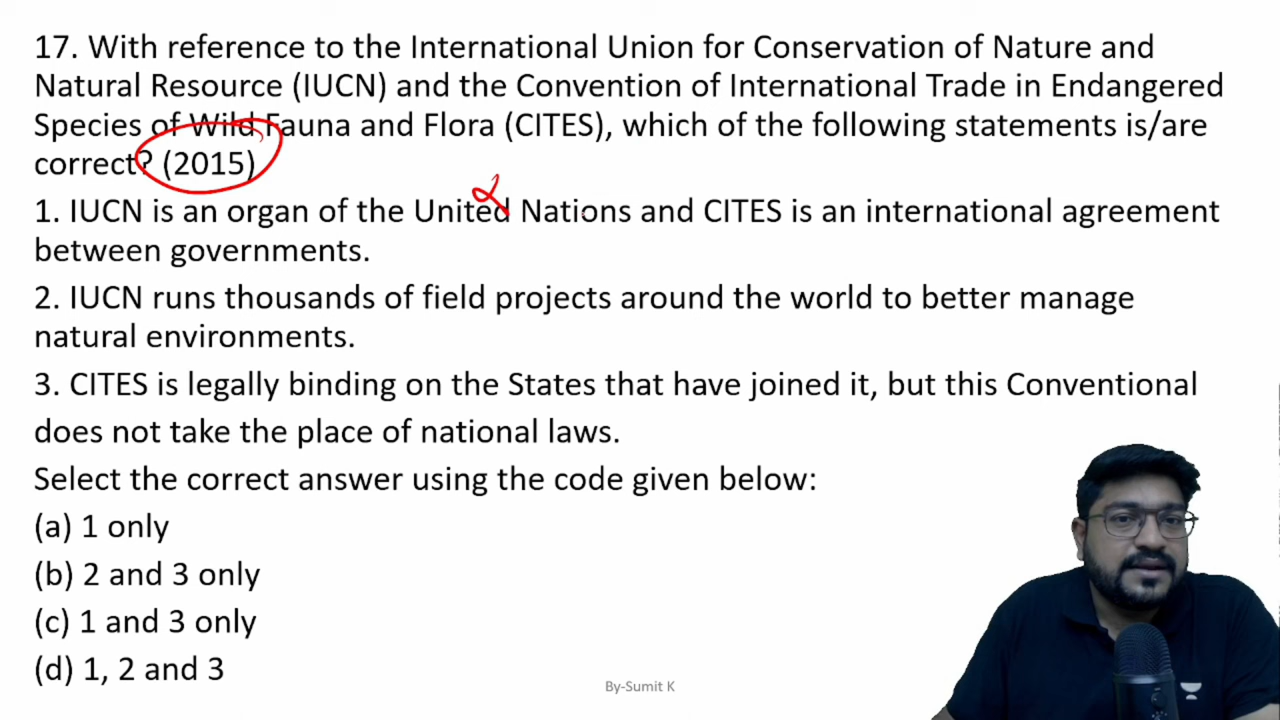 17. With reference to the International Union for Conservation of Nature and
Natural Resource (IUCN) and the Convention of International Trade in Endangered
Species of Wild Fauna and Flora (CITES), which of the following statements is/are
correct? (2015)
1. IUCN is an organ of the United Nations and CITES is an international agreement
between governments.
2. IUCN runs thousands of field projects around the world to better manage
natural environments.
3. CITES is legally binding on the States that have joined it, but this Conventional
does not take the place of national laws.
Select the correct answer using the code given below:
(a) 1 only
(b) 2 and 3 only
(c) 1 and 3 only
(d) 1, 2 and 3
By-Sumit K